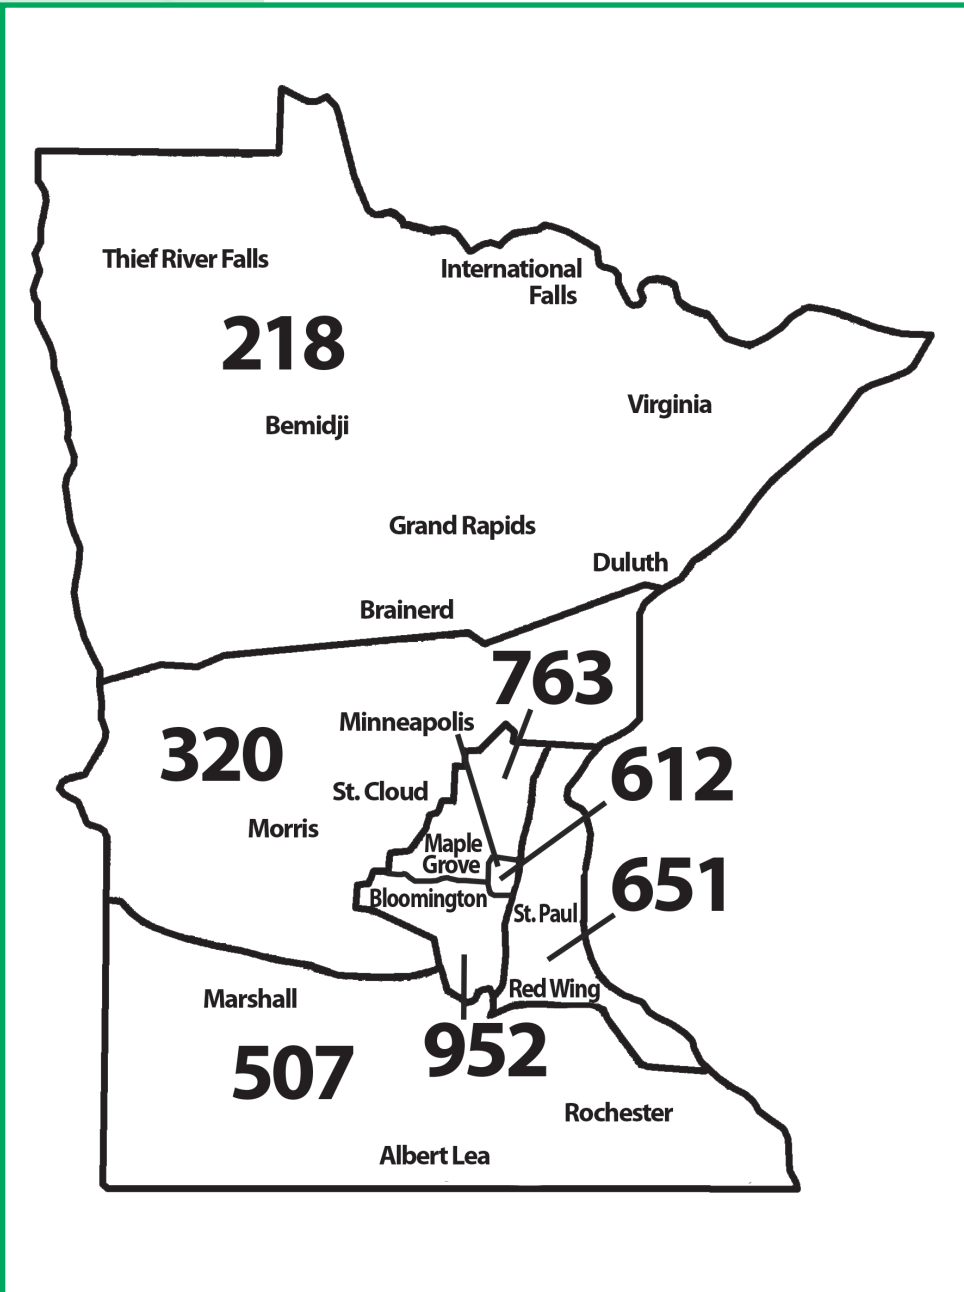 Thief River Falls
International
Falls
218
Virginia
Bemidji
Grand Rapids
Duluth
Brainerd
763
Minneapolis
320
612
St. Cloud
Morris
Maple
Grove
651
Bloomington
St. Paul
Red Wing
Marshall
952
507
Rochester
Albert Lea